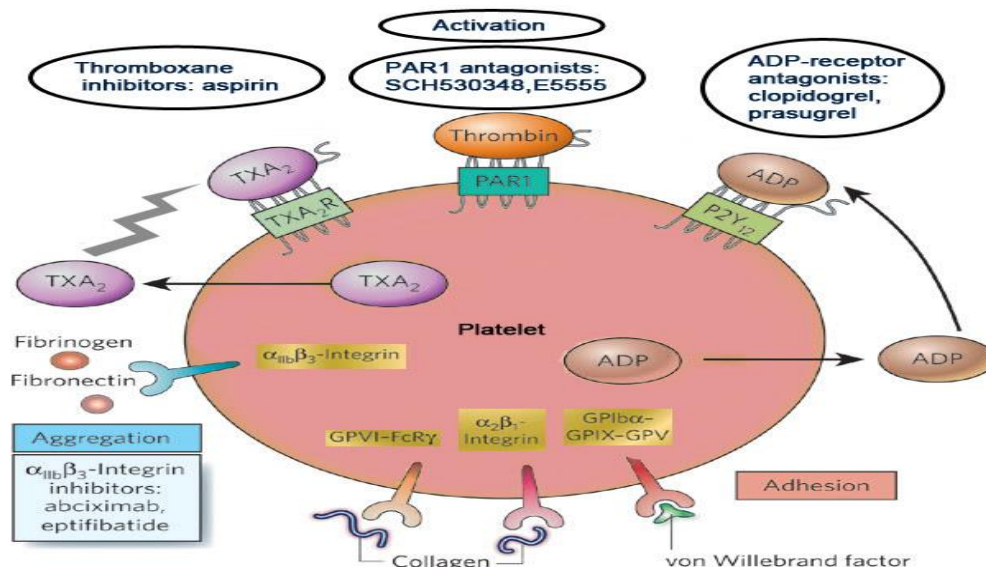 Activation
Thromboxane
inhibitors: aspirin
PAR1 antagonists:
SCH530348,E5555
ADP-receptor
antagonists:
clopidogrel,
prasugrel
Thrombin
TXA₂
PAR1
ADP
TXA₂R
P2Y₁₂
TXA₂
TXA₂
Platelet
Fibrinogen
Fibronectin
αIIbβ₃-Integrin
ADP
ADP
Aggregation
αIIbβ₃-Integrin
inhibitors:
abciximab,
eptifibatide
GPVI-FcRγ
α₂β₁-
Integrin
GPIbα-
GPIX-GPV
Adhesion
Collagen
von Willebrand factor